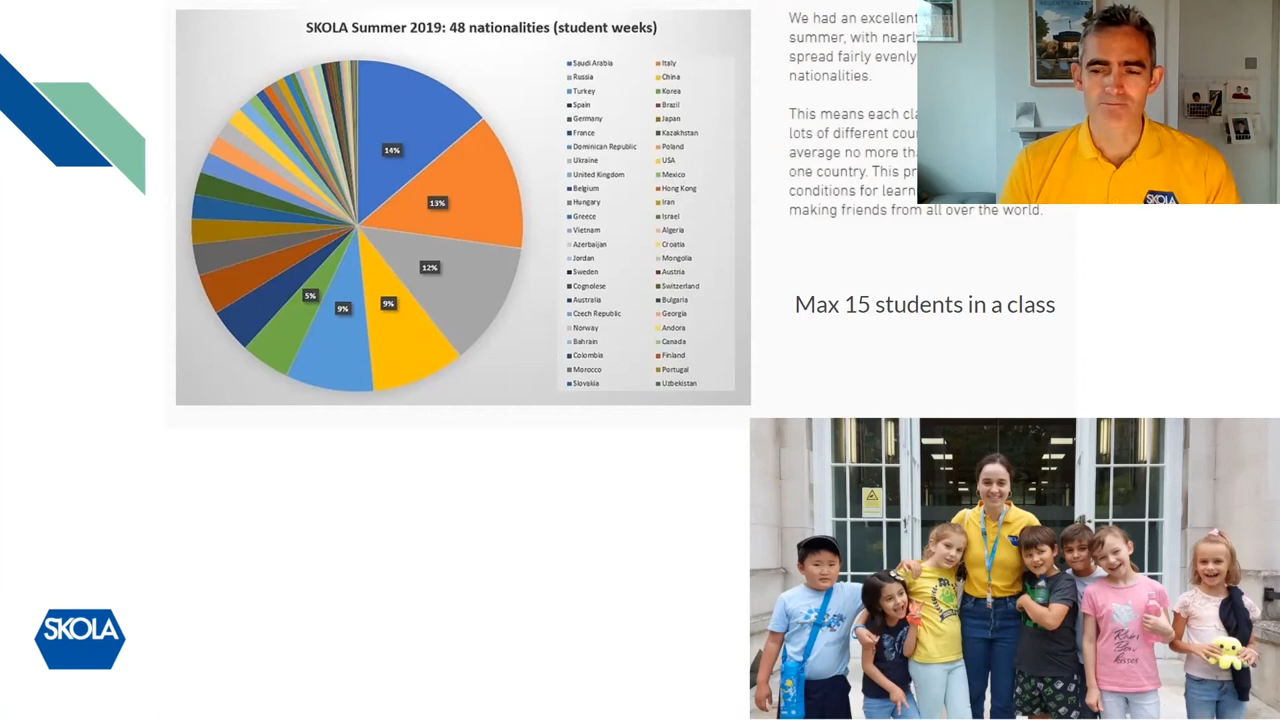 SKOLA Summer 2019: 48 nationalities (student weeks)
14%
13%
12%
9%
9%
5%
Saudi Arabia Italy
Russia China
Turkey Korea
Spain Brazil
Germany Japan
France Kazakhstan
Dominican Republic Poland
Ukraine USA
United Kingdom Mexico
Belgium Hong Kong
Hungary Iran
Greece Israel
Vietnam Algeria
Azerbaijan Croatia
Jordan Mongolia
Sweden Austria
Cognolese Switzerland
Australia Bulgaria
Czech Republic Georgia
Norway Andora
Bahrain Canada
Colombia Finland
Morocco Portugal
Slovakia Uzbekistan
We had an excellent
summer, with nearl
spread fairly evenly
nationalities.
This means each cla
lots of different cou
average no more tha
one country. This pr
conditions for learn
making friends from all over the world.
SKOLA
Max 15 students in a class
SKOLA